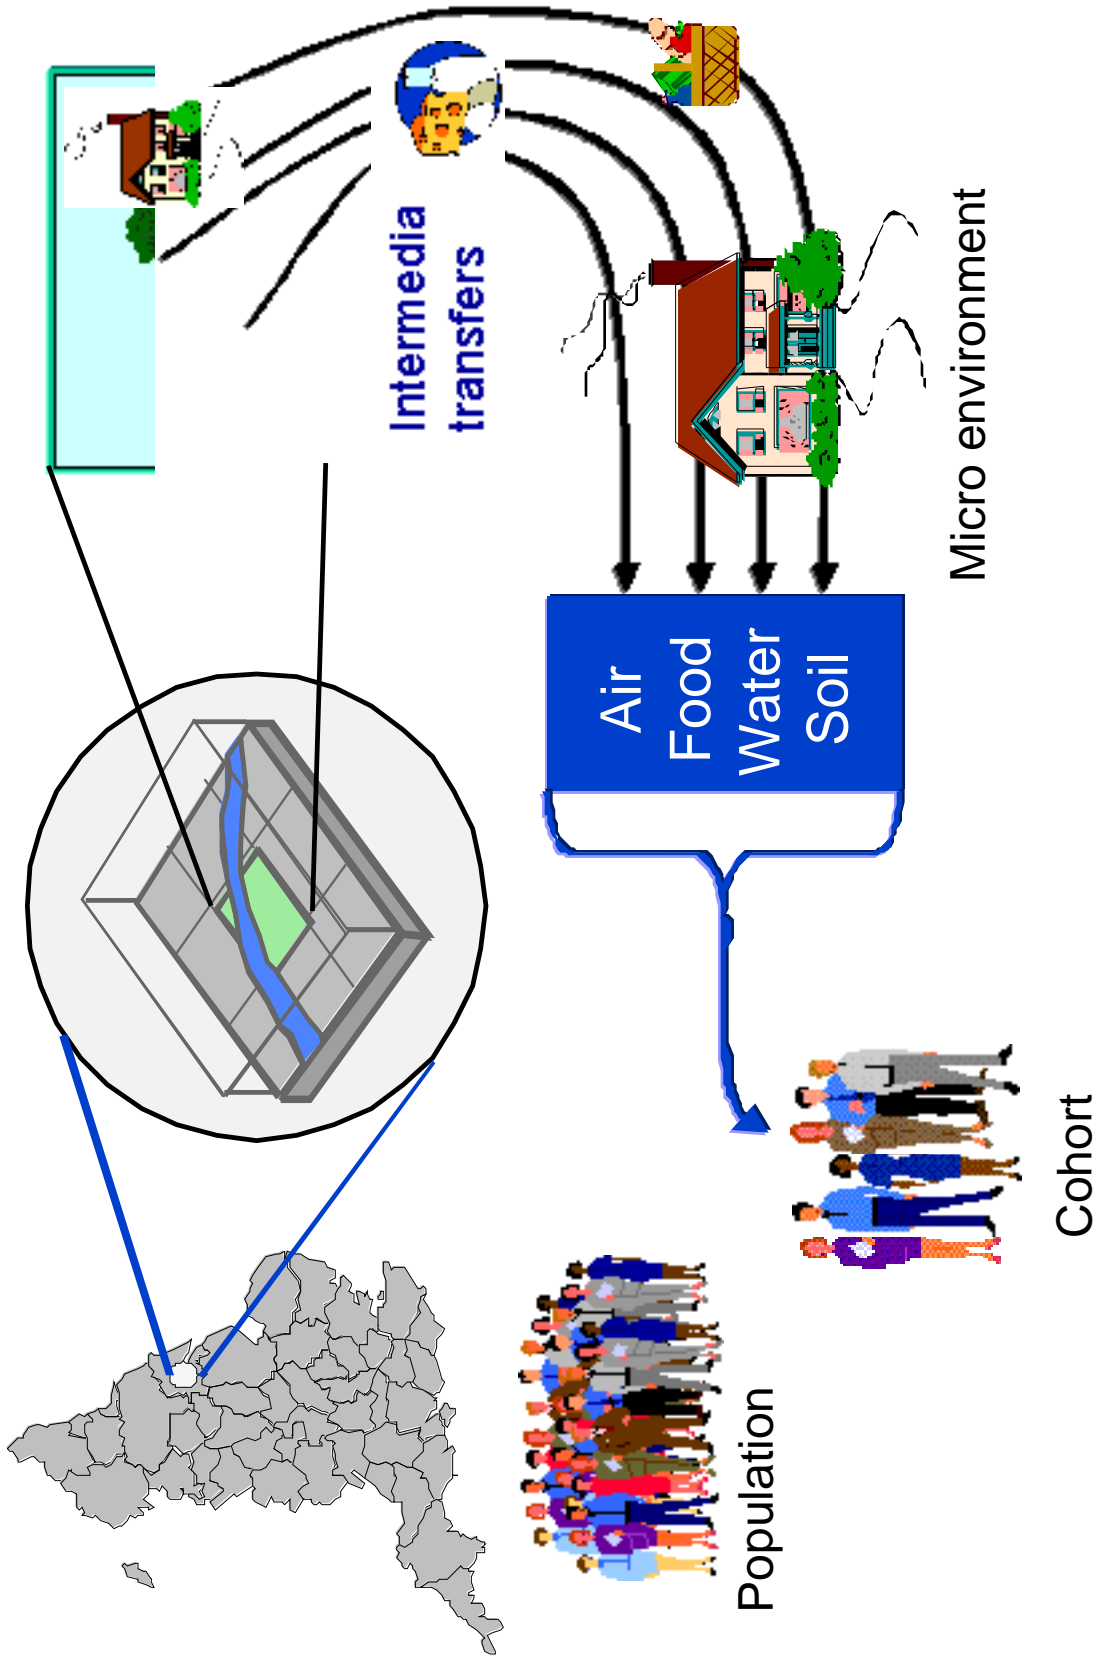 Intermedia
transfers
Micro environment
Air
Food
Water
Soil
Population
Cohort